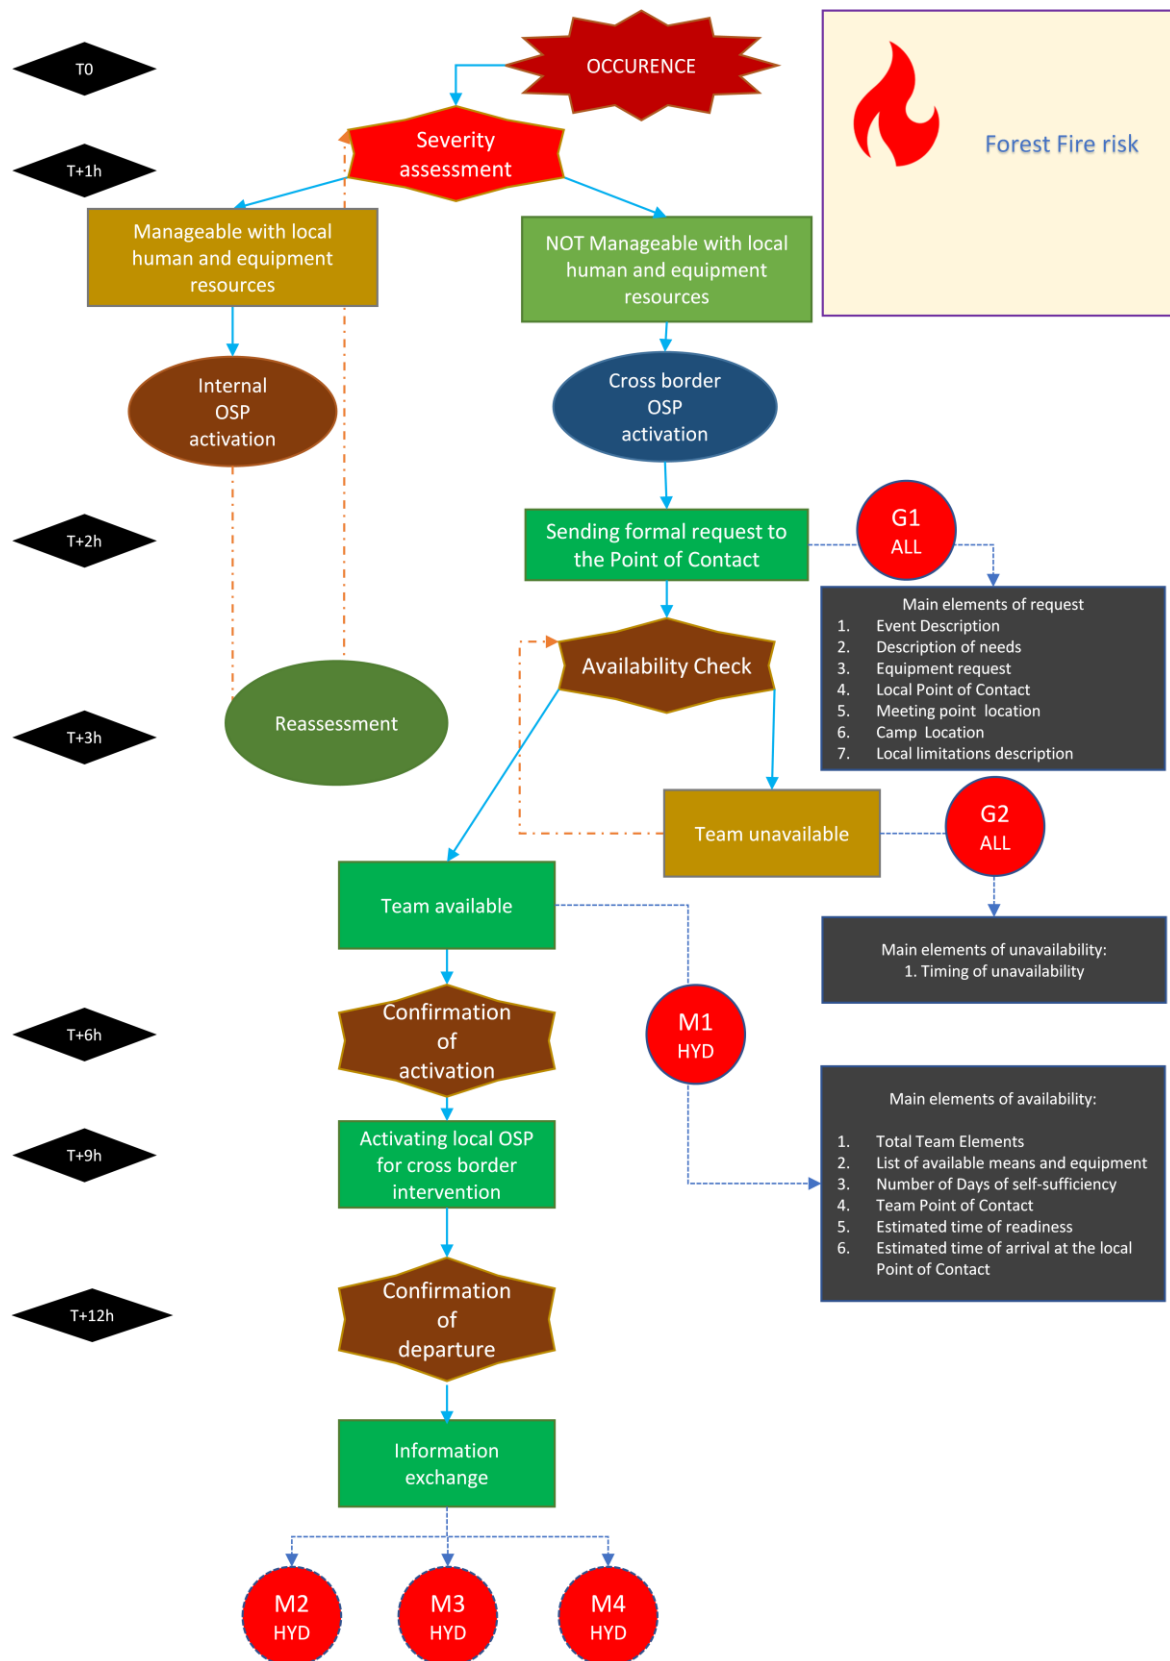 T0
OCCURENCE
Forest Fire risk
Severity
assessment
T+1h
Manageable with local
human and equipment
resources
NOT Manageable with local
human and equipment
resources
Internal
OSP
activation
Cross border
OSP
activation
T+2h
Sending formal request to
the Point of Contact
G1
ALL
Main elements of request
1. Event Description
2. Description of needs
3. Equipment request
4. Local Point of Contact
5. Meeting point location
6. Camp Location
7. Local limitations description
Availability Check
Reassessment
T+3h
Team unavailable
G2
ALL
Team available
Main elements of unavailability:
1. Timing of unavailability
T+6h
Confirmation
of
activation
M1
HYD
Main elements of availability:
1. Total Team Elements
2. List of available means and equipment
3. Number of Days of self-sufficiency
4. Team Point of Contact
5. Estimated time of readiness
6. Estimated time of arrival at the local
Point of Contact
T+9h
Activating local OSP
for cross border
intervention
T+12h
Confirmation
of
departure
Information
exchange
M2
HYD
M3
HYD
M4
HYD